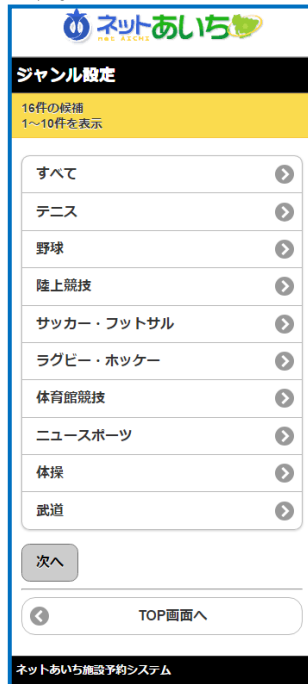 ネットあいち
net AICHI
ジャンル設定
16件の候補
1～10件を表示
すべて
テニス
野球
陸上競技
サッカー・フットサル
ラグビー・ホッケー
体育館競技
ニュースポーツ
体操
武道
次へ
TOP画面へ
ネットあいち施設予約システム